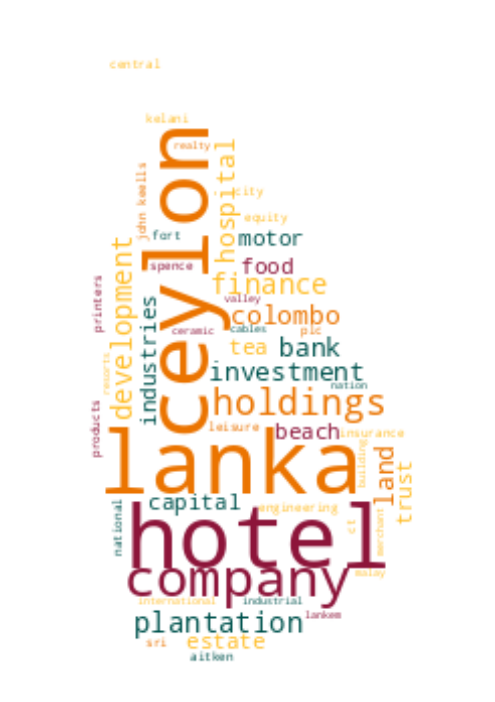 central
kelani
ceylon
realty
hospital
john keells
city
equity
fort
motor
spence
food
development
finance
printers
industries
valley
colombo
ceramic
cables
plc
tea
bank
resorts
investment
nation
holdings
products
leisure
beach
insurance
lanka
building
land
trust
capital
national
engineering
hotel
ct
merchant
company
malay
international
industrial
plantation
lankem
sri
estate
aitken